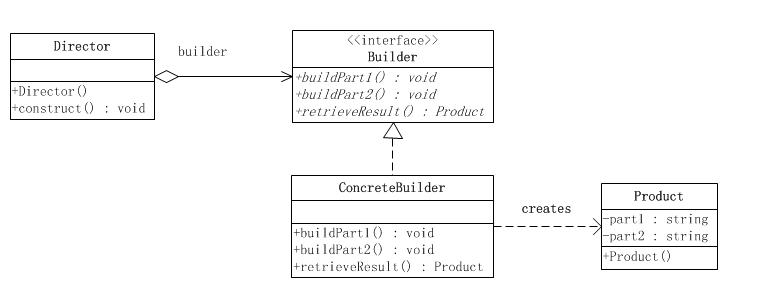 Director
+Director()
+construct() : void
builder
<<interface>>
Builder
+buildPart1() : void
+buildPart2() : void
+retrieveResult() : Product
ConcreteBuilder
+buildPart1() : void
+buildPart2() : void
+retrieveResult() : Product
creates
Product
-part1 : string
-part2 : string
+Product()